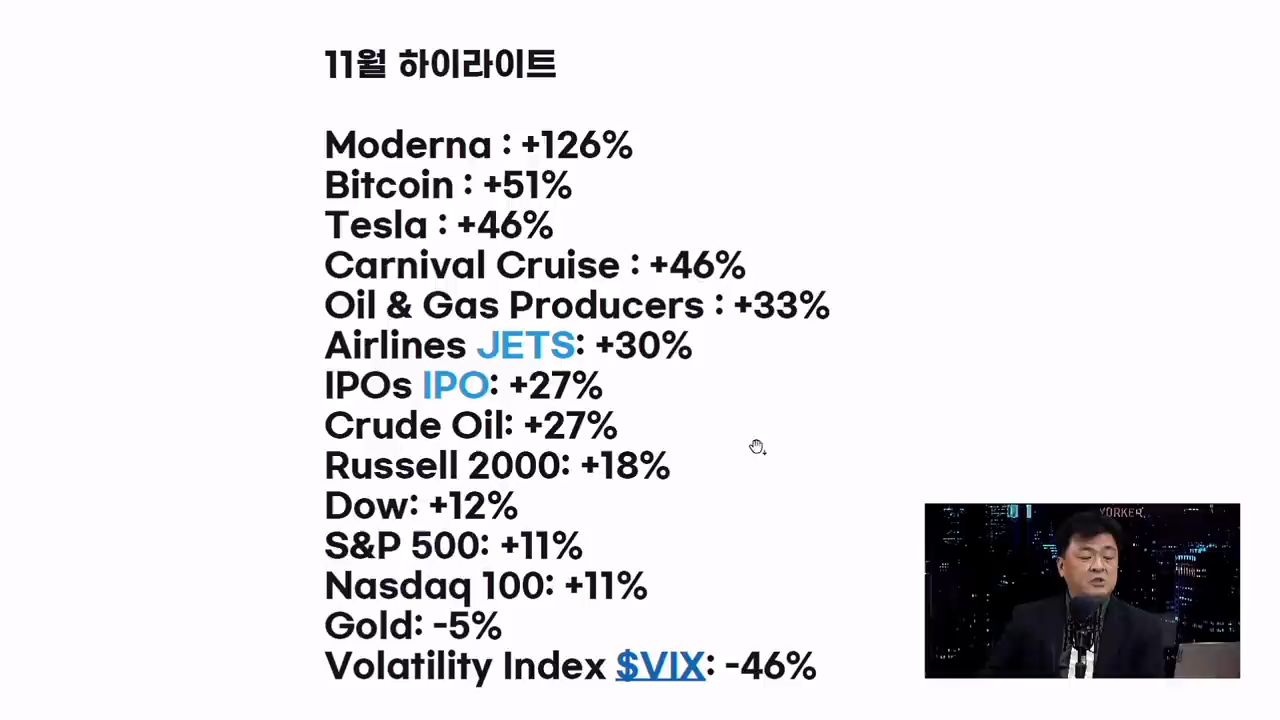 11월 하이라이트
Moderna : +126%
Bitcoin : +51%
Tesla : +46%
Carnival Cruise : +46%
Oil & Gas Producers : +33%
Airlines JETS: +30%
IPOs IPO: +27%
Crude Oil: +27%
Russell 2000: +18%
Dow: +12%
S&P 500: +11%
Nasdaq 100: +11%
Gold: -5%
Volatility Index $VIX: -46%
YORKER